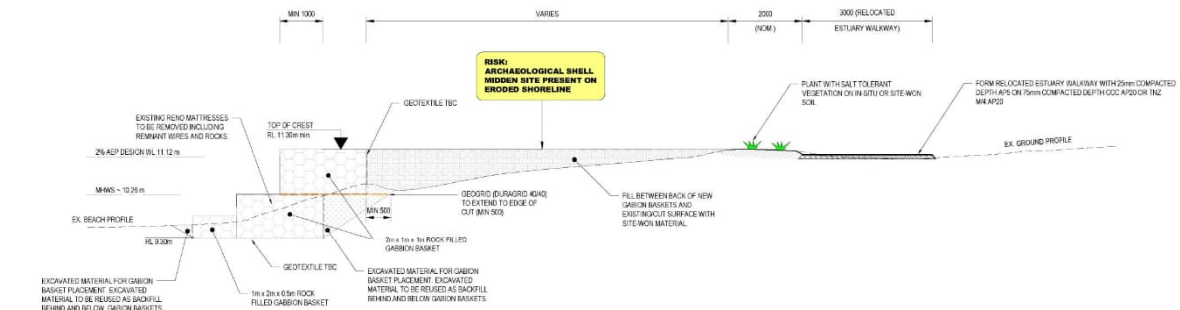 MIN 1000
VARIES
2000
(NOM.)
3000 (RELOCATED
ESTUARY WALKWAY)
RISK:
ARCHAEOLOGICAL SHELL
MIDDEN SITE PRESENT ON
ERODED SHORELINE
GEOTEXTILE TBC
PLANT WITH SALT TOLERANT
VEGETATION ON IN-SITU OR SITE-WON
SOIL
FORM RELOCATED ESTUARY WALKWAY WITH 25mm COMPACTED
DEPTH AP5 ON 75mm COMPACTED DEPTH CCC AP20 OR TNZ
M/4 AP20
EXISTING RENO MATTRESSES
TO BE REMOVED INCLUDING
REMNANT WIRES AND ROCKS.
TOP OF CREST
RL 11.30m min.
2% AEP DESIGN WL 11.12 m
EX. GROUND PROFILE
MHWS ~ 10.26 m
GEOGRID (DURAGRID 40/40)
TO EXTEND TO EDGE OF
CUT (MIN 500)
FILL BETWEEN BACK OF NEW
GABION BASKETS AND
EXISTING/CUT SURFACE WITH
SITE-WON MATERIAL
MIN 500
EX. BEACH PROFILE
RL 9.30m
2m x 1m x 1m ROCK FILLED
GABBION BASKET
GEOTEXTILE TBC
EXCAVATED MATERIAL FOR GABION
BASKET PLACEMENT. EXCAVATED
MATERIAL TO BE REUSED AS BACKFILL
BEHIND AND BELOW GABION BASKETS.
1m x 2m x 0.5m ROCK
FILLED GABBION BASKET
EXCAVATED MATERIAL FOR GABION
BASKET PLACEMENT. EXCAVATED
MATERIAL TO BE REUSED AS BACKFILL
BEHIND AND BELOW GABION BASKETS.